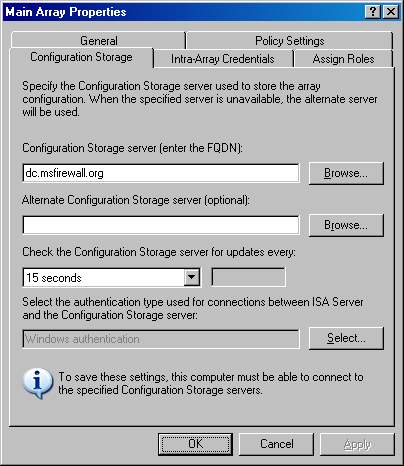 Main Array Properties
General
Policy Settings
Configuration Storage
Intra-Array Credentials
Assign Roles
Specify the Configuration Storage server used to store the array
configuration. When the specified server is unavailable, the alternate server
will be used.
Configuration Storage server (enter the FQDN):
dc.msfirewall.org
Browse...
Alternate Configuration Storage server (optional):
Browse...
Check the Configuration Storage server for updates every:
15 seconds
Select the authentication type used for connections between ISA Server
and the Configuration Storage server:
Windows authentication
Select...
To save these settings, this computer must be able to connect to
the specified Configuration Storage servers.
OK
Cancel
Apply